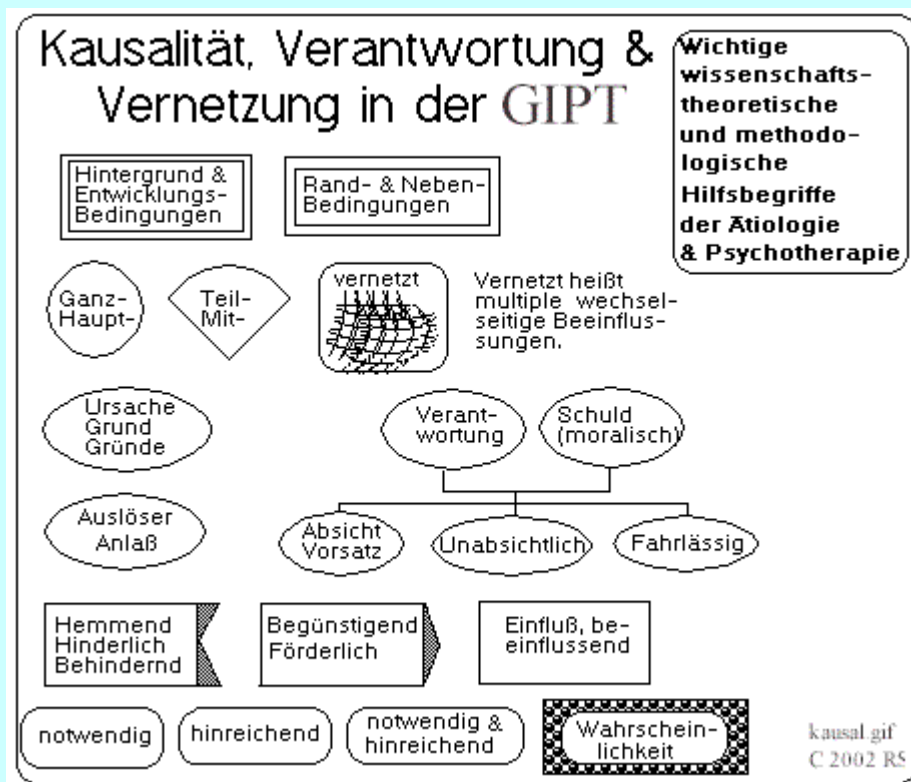 Kausalität, Verantwortung &
Vernetzung in der GIPT
Wichtige
wissenschafts-
theoretische
und methodo-
logische
Hilfsbegriffe
der Ätiologie
& Psychotherapie
Hintergrund &
Entwicklungs-
Bedingungen
Rand- & Neben-
Bedingungen
Ganz-
Haupt-
Teil-
Mit-
vernetzt
Vernetzt heißt
multiple wechsel-
seitige Beeinflus-
sungen.
Ursache
Grund
Gründe
Verant-
wortung
Schuld
(moralisch)
Auslöser
Anlaß
Absicht
Vorsatz
Unabsichtlich
Fahrlässig
Hemmend
Hinderlich
Behindernd
Begünstigend
Förderlich
Einfluß, be-
einflussend
notwendig
hinreichend
notwendig &
hinreichend
Wahrschein-
lichkeit
kausal.gif
C 2002 RS